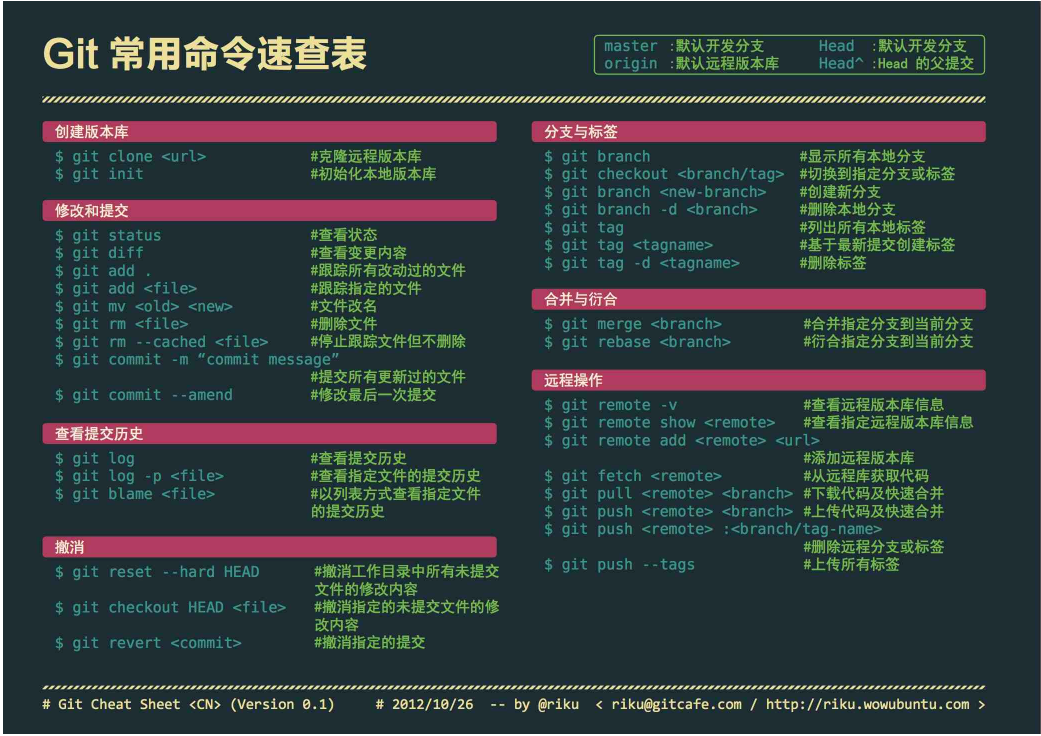 Git 常用命令速查表
master :默认开发分支 Head :默认开发分支
origin :默认远程版本库 Head^ :Head 的父提交
创建版本库
$ git clone <url> #克隆远程版本库
$ git init #初始化本地版本库
修改和提交
$ git status #查看状态
$ git diff #查看变更内容
$ git add . #跟踪所有改动过的文件
$ git add <file> #跟踪指定的文件
$ git mv <old> <new> #文件改名
$ git rm <file> #删除文件
$ git rm --cached <file> #停止跟踪文件但不删除
$ git commit -m “commit message”
#提交所有更新过的文件
$ git commit --amend #修改最后一次提交
查看提交历史
$ git log #查看提交历史
$ git log -p <file> #查看指定文件的提交历史
$ git blame <file> #以列表方式查看指定文件
的提交历史
撤消
$ git reset --hard HEAD #撤消工作目录中所有未提交
文件的修改内容
$ git checkout HEAD <file> #撤消指定的未提交文件的修
改内容
$ git revert <commit> #撤消指定的提交
分支与标签
$ git branch #显示所有本地分支
$ git checkout <branch/tag> #切换到指定分支或标签
$ git branch <new-branch> #创建新分支
$ git branch -d <branch> #删除本地分支
$ git tag #列出所有本地标签
$ git tag <tagname> #基于最新提交创建标签
$ git tag -d <tagname> #删除标签
合并与衍合
$ git merge <branch> #合并指定分支到当前分支
$ git rebase <branch> #衍合指定分支到当前分支
远程操作
$ git remote -v #查看远程版本库信息
$ git remote show <remote> #查看指定远程版本库信息
$ git remote add <remote> <url>
#添加远程版本库
$ git fetch <remote> #从远程库获取代码
$ git pull <remote> <branch> #下载代码及快速合并
$ git push <remote> <branch> #上传代码及快速合并
$ git push <remote> :<branch/tag-name>
#删除远程分支或标签
$ git push --tags #上传所有标签
# Git Cheat Sheet <CN> (Version 0.1) # 2012/10/26 -- by @riku < riku@gitcafe.com / http://riku.wowubuntu.com >